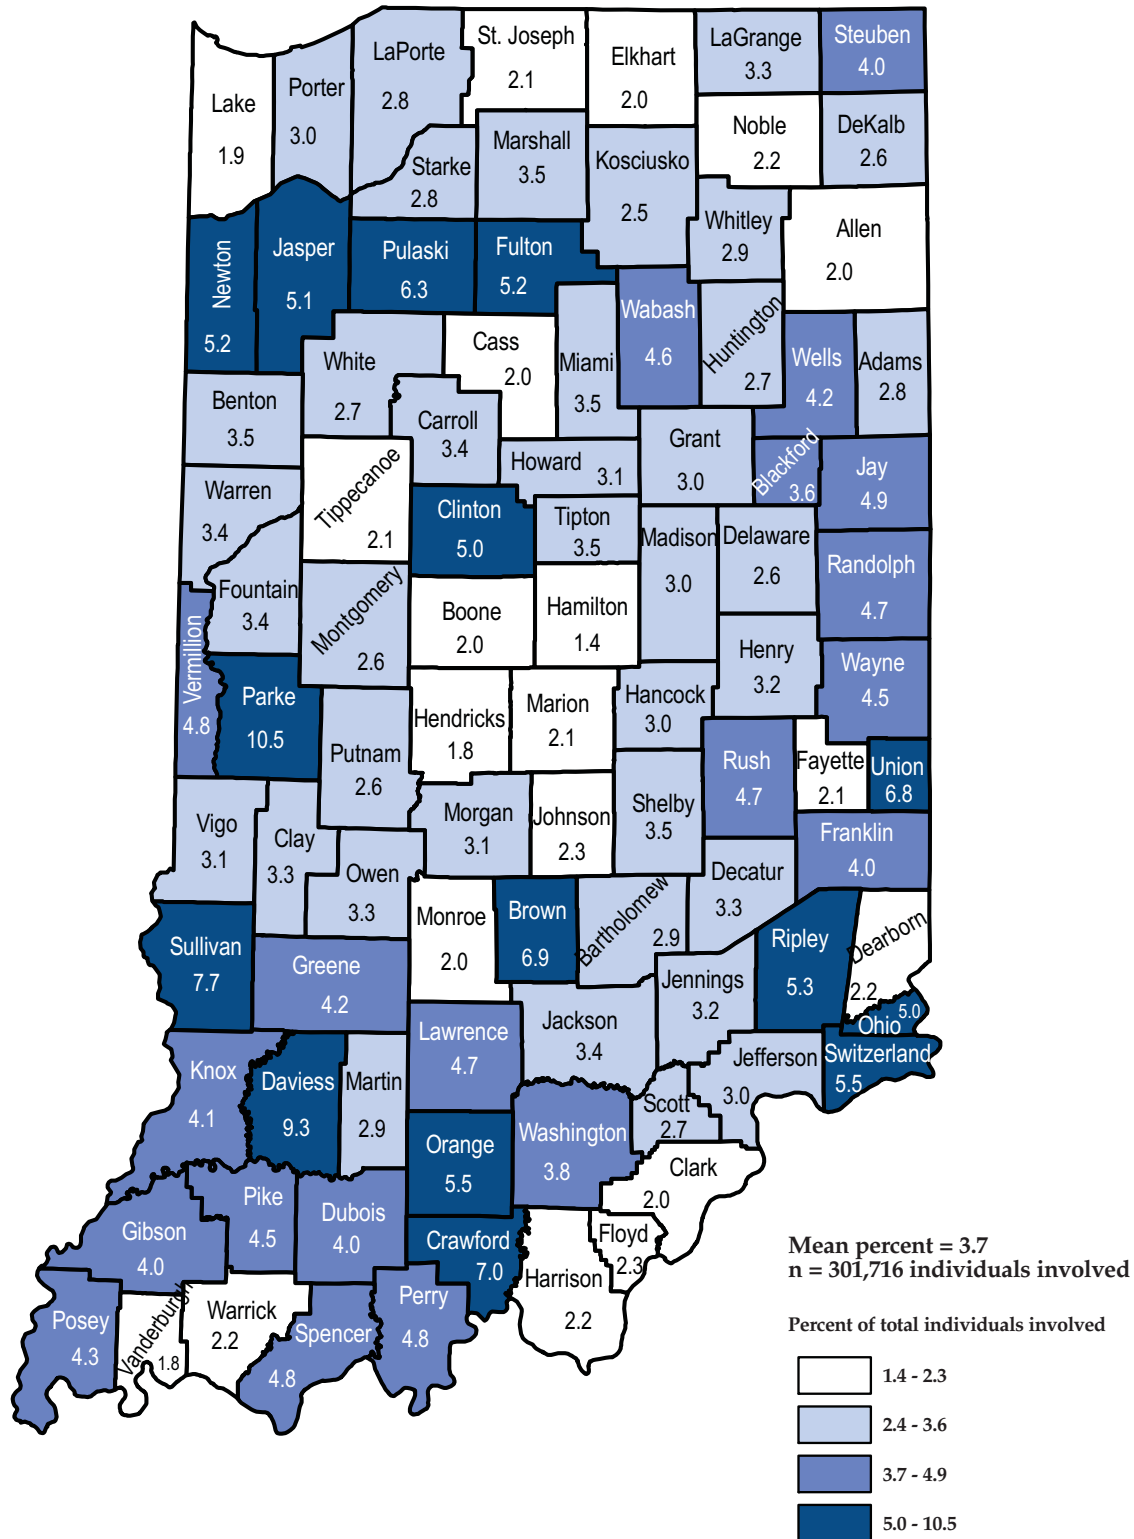 St. Joseph
2.1
LaPorte
2.8
Elkhart
2.0
LaGrange
3.3
Steuben
4.0
Lake
1.9
Porter
3.0
Noble
2.2
DeKalb
2.6
Starke
2.8
Marshall
3.5
Kosciusko
2.5
Whitley
2.9
Allen
2.0
Newton
5.2
Jasper
5.1
Pulaski
6.3
Fulton
5.2
Wabash
4.6
Huntington
2.7
Wells
4.2
Adams
2.8
White
2.7
Cass
2.0
Miami
3.5
Benton
3.5
Carroll
3.4
Howard
3.1
Grant
3.0
Blackford
3.6
Jay
4.9
Warren
3.4
Tippecanoe
2.1
Clinton
5.0
Tipton
3.5
Madison
3.0
Delaware
2.6
Randolph
4.7
Fountain
3.4
Montgomery
2.6
Boone
2.0
Hamilton
1.4
Vermillion
4.8
Parke
10.5
Henry
3.2
Wayne
4.5
Hendricks
1.8
Marion
2.1
Hancock
3.0
Putnam
2.6
Rush
4.7
Fayette
2.1
Union
6.8
Vigo
3.1
Clay
3.3
Morgan
3.1
Johnson
2.3
Shelby
3.5
Franklin
4.0
Owen
3.3
Decatur
3.3
Monroe
2.0
Brown
6.9
Bartholomew
2.9
Sullivan
7.7
Greene
4.2
Ripley
5.3
Dearborn
2.2
Jennings
3.2
Ohio
5.0
Lawrence
4.7
Jackson
3.4
Jefferson
3.0
Switzerland
5.5
Knox
4.1
Daviess
9.3
Martin
2.9
Scott
2.7
Orange
5.5
Washington
3.8
Clark
2.0
Gibson
4.0
Pike
4.5
Dubois
4.0
Crawford
7.0
Floyd
2.3
Harrison
2.2
Posey
4.3
Vanderburgh
1.8
Warrick
2.2
Spencer
4.8
Perry
4.8
Mean percent = 3.7
n = 301,716 individuals involved
Percent of total individuals involved
1.4 - 2.3
2.4 - 3.6
3.7 - 4.9
5.0 - 10.5